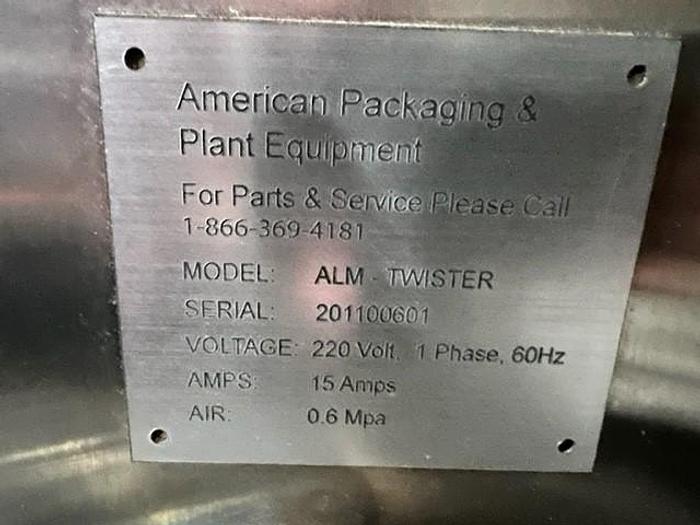 American Packaging &
Plant Equipment
For Parts & Service Please Call
1-866-369-4181
MODEL: ALM - TWISTER
SERIAL: 201100601
VOLTAGE: 220 Volt, 1 Phase, 60Hz
AMPS: 15 Amps
AIR: 0.6 Mpa